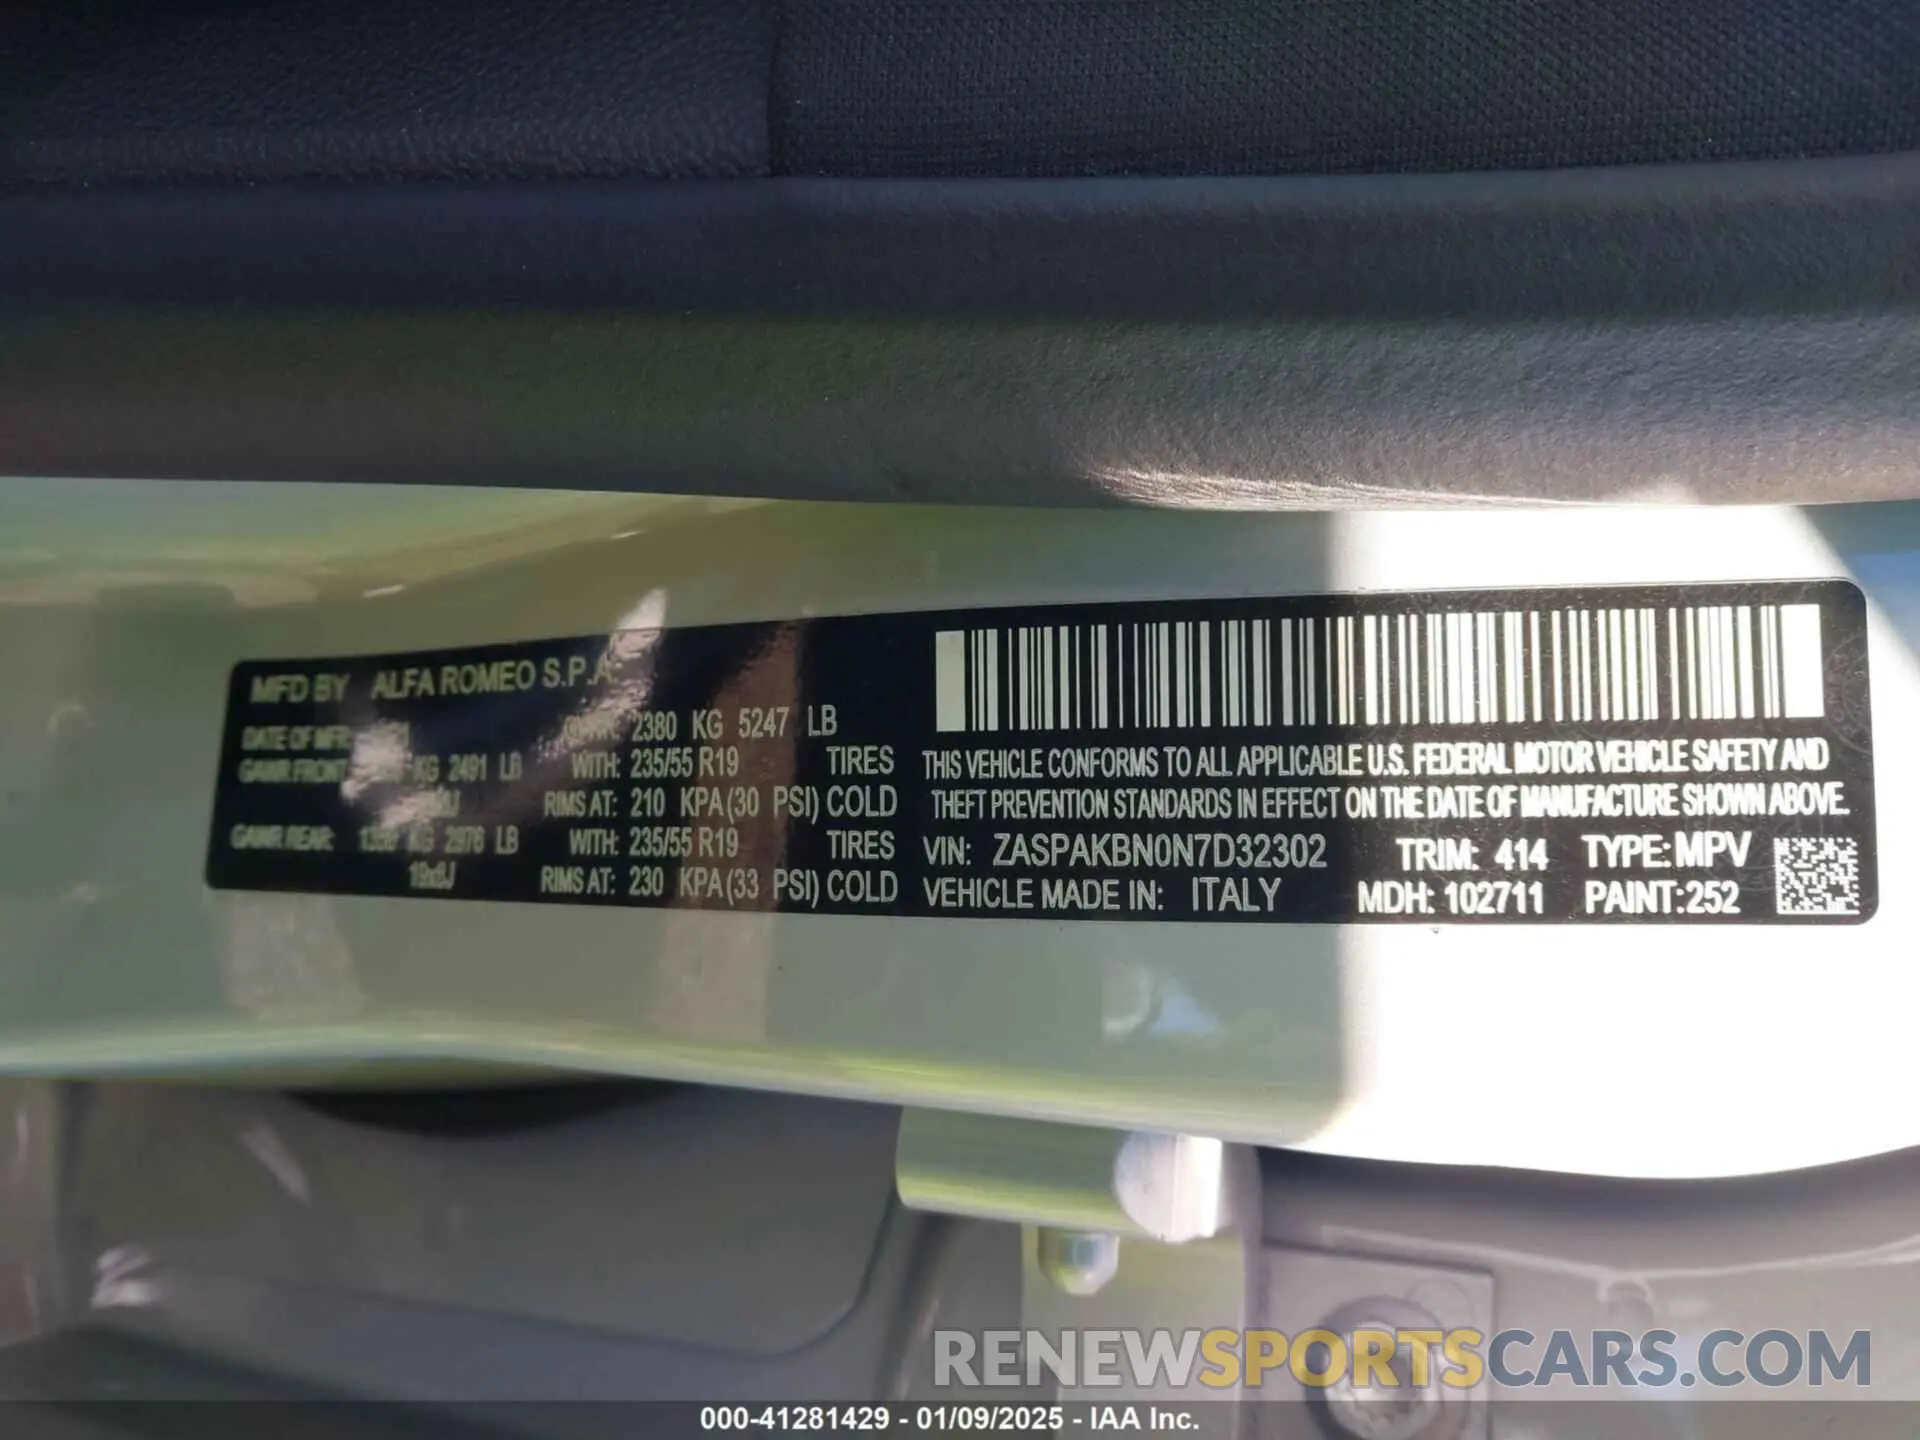 MFD BY ALFA ROMEO S.P.A.
DATE OF MFR:
GVWR: 2380 KG 5247 LB
GAWR FRONT KG 2491 LB WITH: 235/55 R19 TIRES
RIMS AT: 210 KPA(30 PSI) COLD
GAWR REAR: KG 2976 LB WITH: 235/55 R19 TIRES
19x8J RIMS AT: 230 KPA(33 PSI) COLD
THIS VEHICLE CONFORMS TO ALL APPLICABLE U.S. FEDERAL MOTOR VEHICLE SAFETY AND
THEFT PREVENTION STANDARDS IN EFFECT ON THE DATE OF MANUFACTURE SHOWN ABOVE.
VIN: ZASPAKBN0N7D32302 TRIM: 414 TYPE: MPV
VEHICLE MADE IN: ITALY MDH: 102711 PAINT:252
RENEWSPORTSCARS.COM
000-41281429 - 01/09/2025 - IAA Inc.